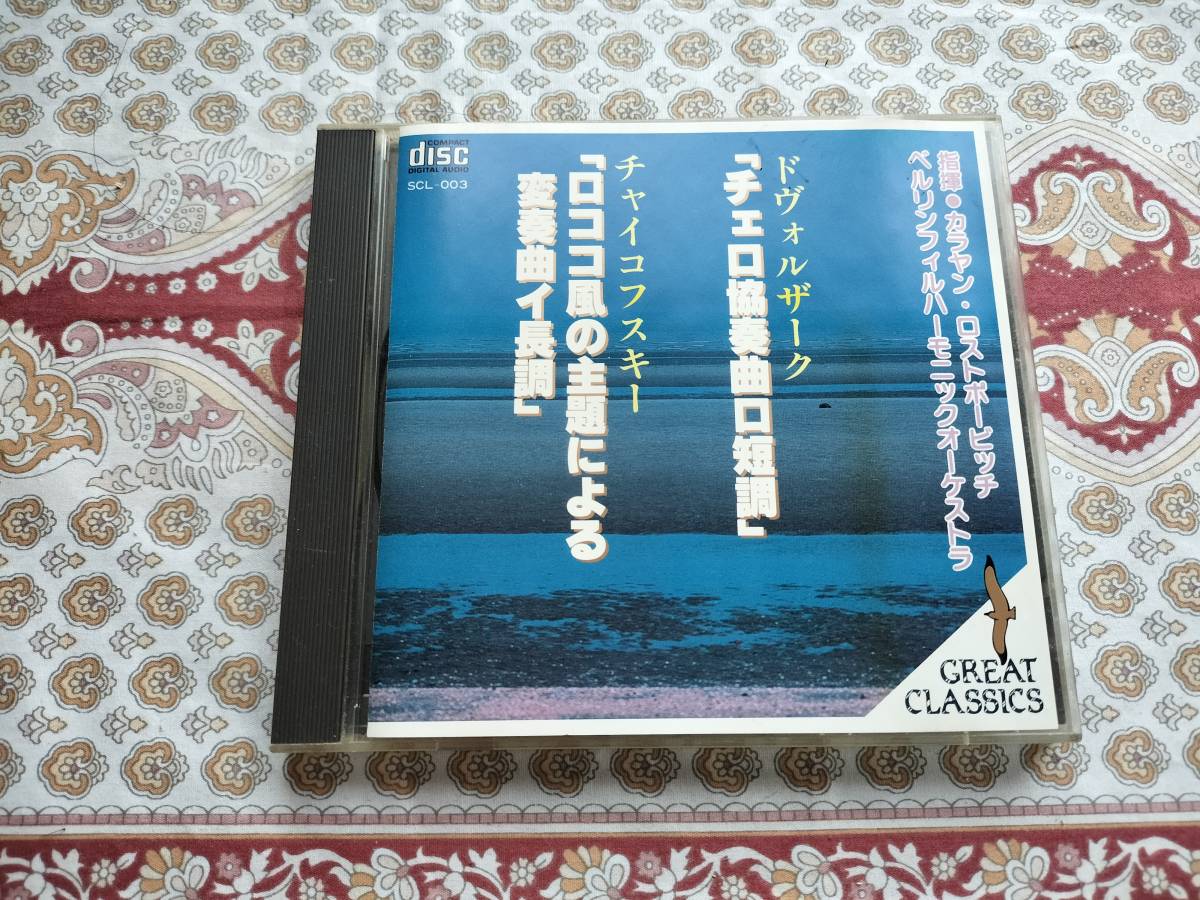 指揮●カラヤン・ロストポービッチ
ベルリンフィルハーモニックオーケストラ
ドヴォルザーク
「チェロ協奏曲ロ短調」
チャイコフスキー
「ロココ風の主題による
変奏曲イ長調」
COMPACT
disc
DIGITAL AUDIO
SCL-003
GREAT
CLASSICS